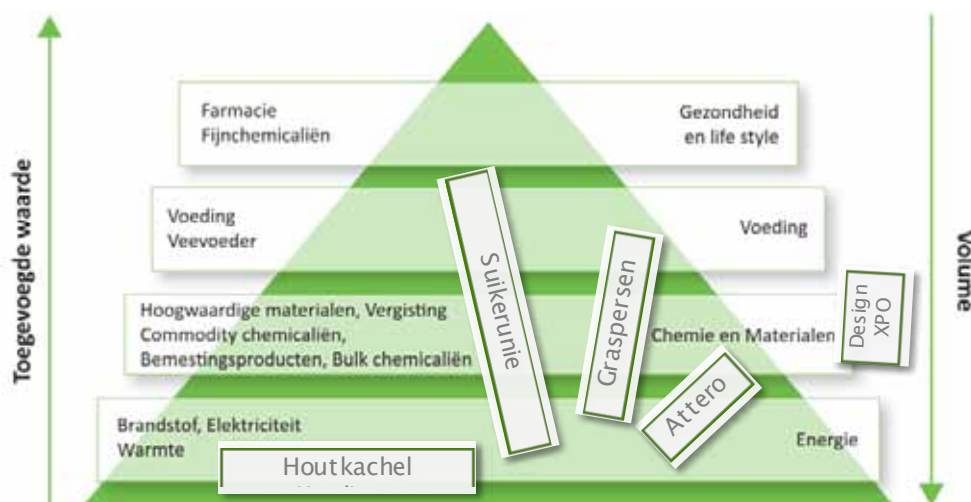 Toegevoegde waarde
Farmacie
Fijnchemicaliën
Gezondheid
en life style
Voeding
Veevoeder
Voeding
Hoogwaardige materialen, Vergisting
Commodity chemicaliën,
Bemestingsproducten, Bulk chemicaliën
Chemie en Materialen
Brandstof, Elektriciteit
Warmte
Energie
Suikerunie
Graspersen
Attero
Design
XPO
Houtkachel
Volume